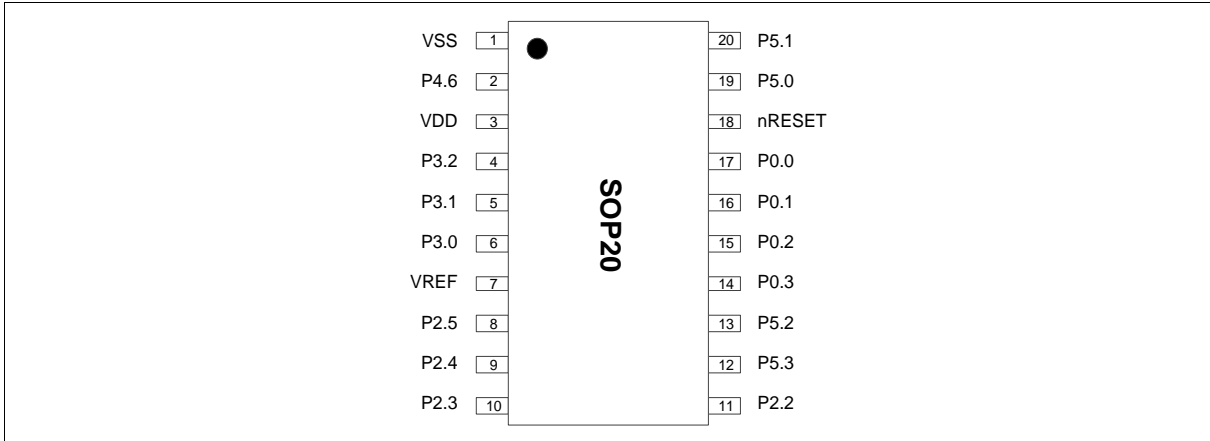 VSS 1 20 P5.1
P4.6 2 19 P5.0
VDD 3 18 nRESET
P3.2 4 17 P0.0
P3.1 5 16 P0.1
P3.0 6 15 P0.2
VREF 7 14 P0.3
P2.5 8 13 P5.2
P2.4 9 12 P5.3
P2.3 10 11 P2.2
SOP20